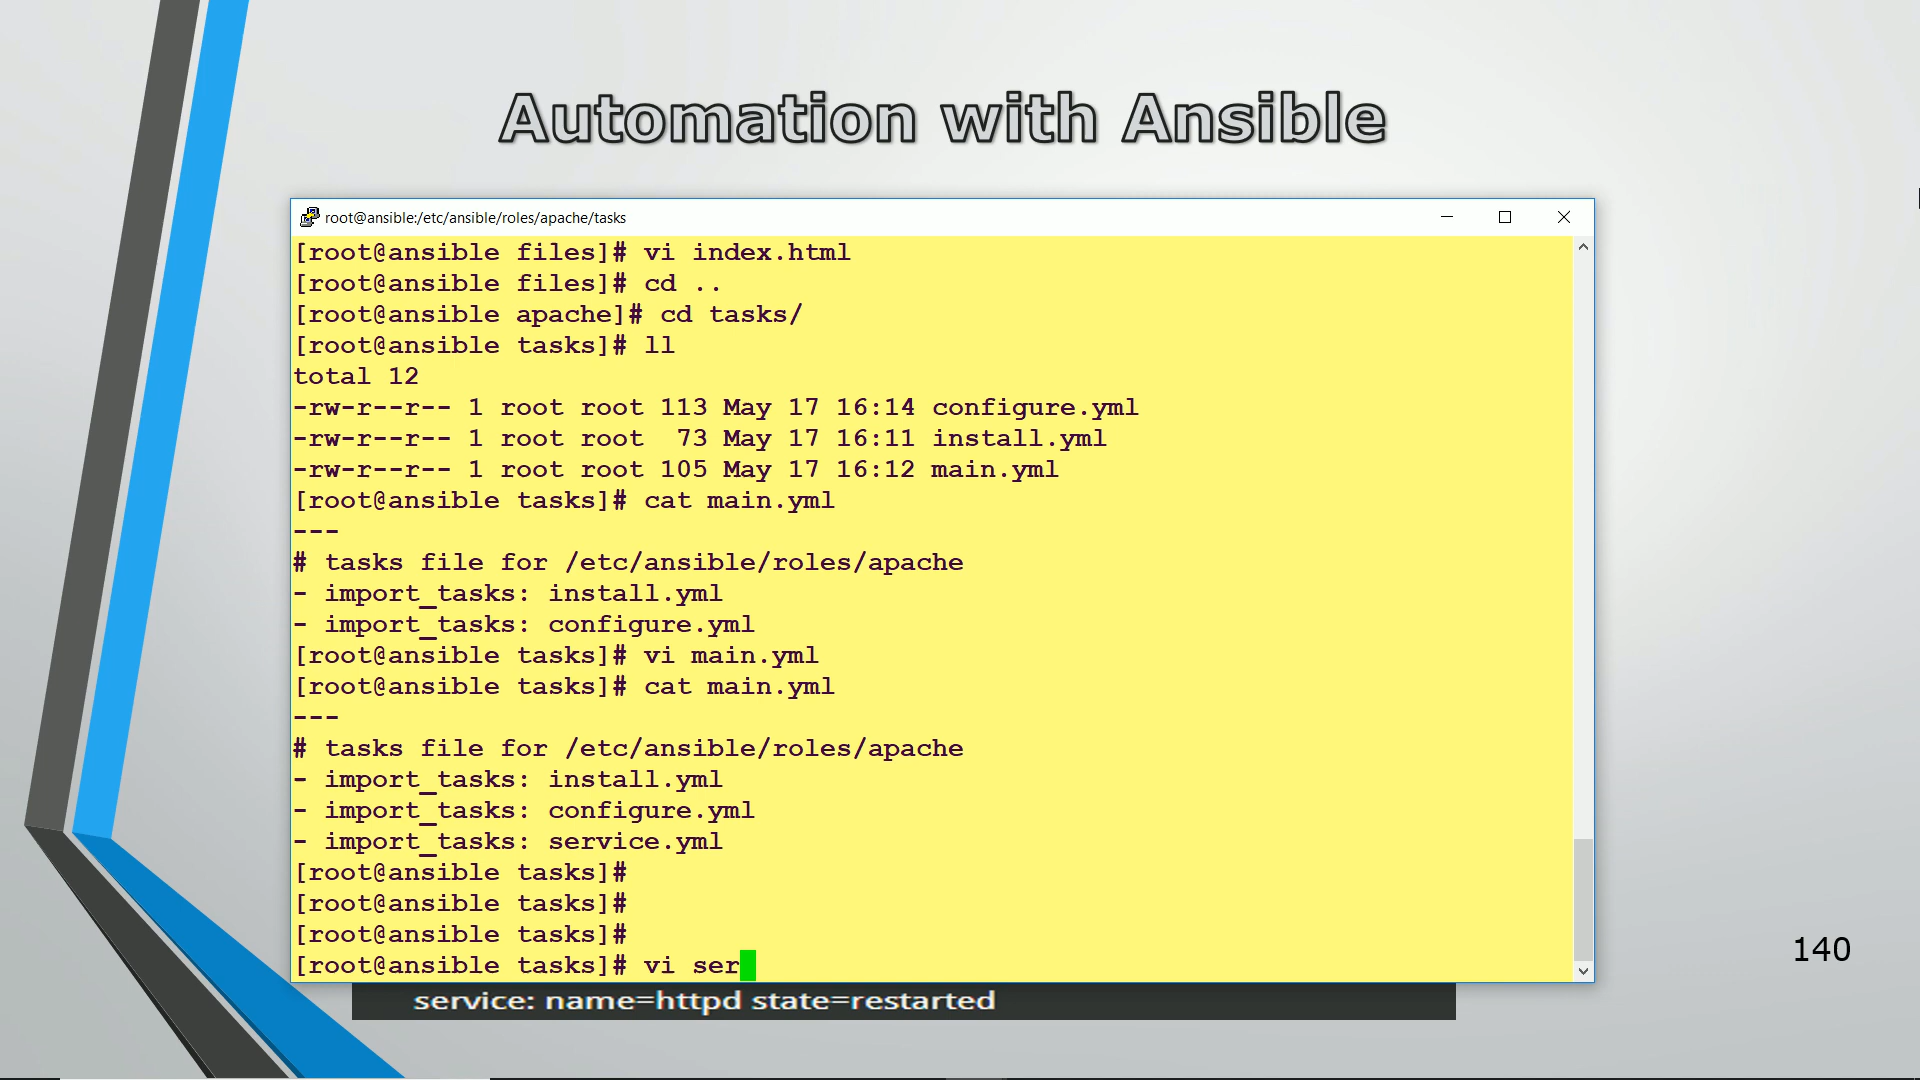 Automation with Ansible
root@ansible:/etc/ansible/roles/apache/tasks
[root@ansible files]# vi index.html
[root@ansible files]# cd ..
[root@ansible apache]# cd tasks/
[root@ansible tasks]# ll
total 12
-rw-r--r-- 1 root root 113 May 17 16:14 configure.yml
-rw-r--r-- 1 root root  73 May 17 16:11 install.yml
-rw-r--r-- 1 root root 105 May 17 16:12 main.yml
[root@ansible tasks]# cat main.yml
---
# tasks file for /etc/ansible/roles/apache
- import_tasks: install.yml
- import_tasks: configure.yml
[root@ansible tasks]# vi main.yml
[root@ansible tasks]# cat main.yml
---
# tasks file for /etc/ansible/roles/apache
- import_tasks: install.yml
- import_tasks: configure.yml
- import_tasks: service.yml
[root@ansible tasks]#
[root@ansible tasks]#
[root@ansible tasks]#
[root@ansible tasks]# vi ser
service: name=httpd state=restarted
140